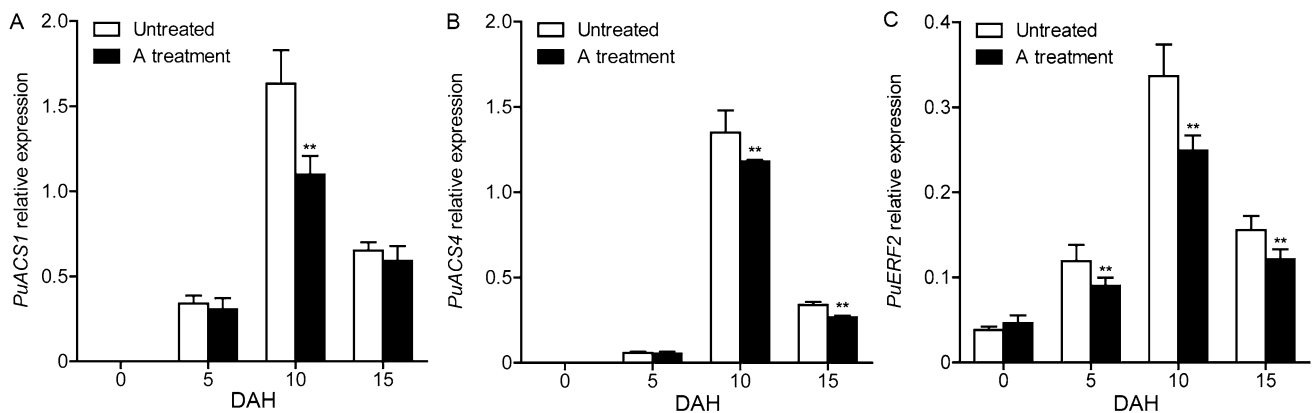 A
Untreated
A treatment
PuACS1 relative expression
2.0
1.5
1.0
0.5
0
**
0 5 10 15
DAH
B
Untreated
A treatment
PuACS4 relative expression
2.0
1.5
1.0
0.5
0
**
**
0 5 10 15
DAH
C
Untreated
A treatment
PuERF2 relative expression
0.4
0.3
0.2
0.1
0
**
**
**
0 5 10 15
DAH